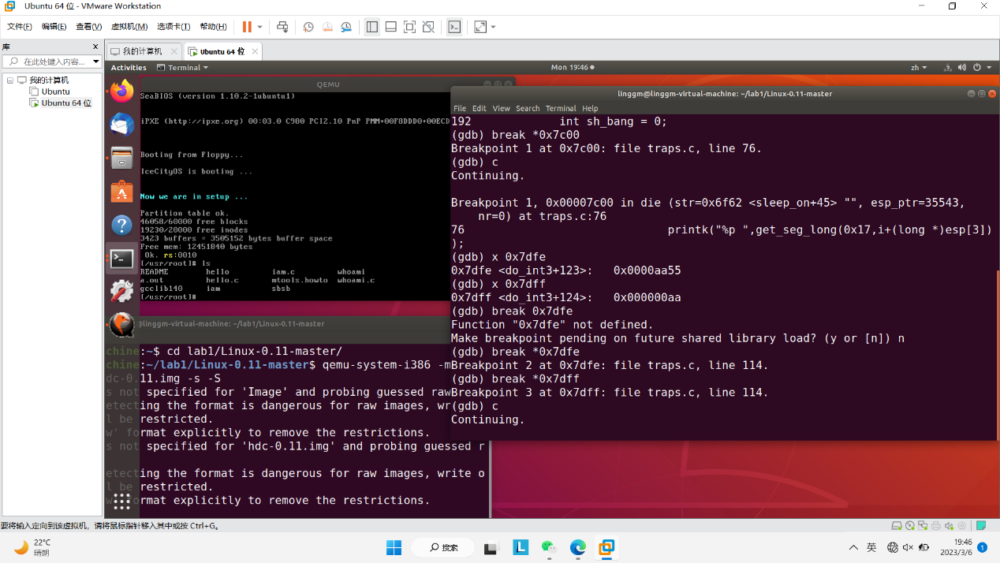 Ubuntu 64 位 - VMware Workstation
文件(F) 编辑(E) 查看(V) 虚拟机(M) 选项卡(T) 帮助(H)
库
在此处键入内容...
我的计算机
Ubuntu
Ubuntu 64 位
我的计算机
Ubuntu 64 位
Activities
Terminal
Mon 19:46
zh
QEMU
SeaBIOS (version 1.10.2-1ubuntu1)
iPXE (http://ipxe.org) 00:03.0 C980 PCI2.10 PnP PMM+00F8DDD0+00ECD
Booting from Floppy...
IceCityOS is booting ...
Now we are in setup ...
Partition table ok.
46058/60000 free blocks
19230/20000 free inodes
3423 buffers = 3505152 bytes buffer space
Free mem: 12451840 bytes
Ok. rs:0010
[/usr/root]# ls
README hello iam.c whoami
a.out hello.c mtools.howto whoami.c
gcclib140 iam sbsb
[/usr/root]#
@linggm-virtual-machine: ~/lab1/Linux-0.11-master
chine:~$ cd lab1/Linux-0.11-master/
chine:~/lab1/Linux-0.11-master$ qemu-system-i386 -m
dc-0.11.img -s -S
s not specified for 'Image' and probing guessed raw
etecting the format is dangerous for raw images, wr
l be restricted.
w' format explicitly to remove the restrictions.
s not specified for 'hdc-0.11.img' and probing guessed r
etecting the format is dangerous for raw images, write o
l be restricted.
w' format explicitly to remove the restrictions.
linggm@linggm-virtual-machine: ~/lab1/Linux-0.11-master
File Edit View Search Terminal Help
192 int sh_bang = 0;
(gdb) break *0x7c00
Breakpoint 1 at 0x7c00: file traps.c, line 76.
(gdb) c
Continuing.
Breakpoint 1, 0x00007c00 in die (str=0x6f62 <sleep_on+45> "", esp_ptr=35543,
nr=0) at traps.c:76
76 printk("%p ",get_seg_long(0x17,i+(long *)esp[3])
);
(gdb) x 0x7dfe
0x7dfe <do_int3+123>: 0x0000aa55
(gdb) x 0x7dff
0x7dff <do_int3+124>: 0x000000aa
(gdb) break 0x7dfe
Function "0x7dfe" not defined.
Make breakpoint pending on future shared library load? (y or [n]) n
(gdb) break *0x7dfe
Breakpoint 2 at 0x7dfe: file traps.c, line 114.
(gdb) break *0x7dff
Breakpoint 3 at 0x7dff: file traps.c, line 114.
(gdb) c
Continuing.
要将输入定向到该虚拟机，请将鼠标指针移入其中或按 Ctrl+G。
22°C
晴朗
搜索
英
19:46
2023/3/6
1